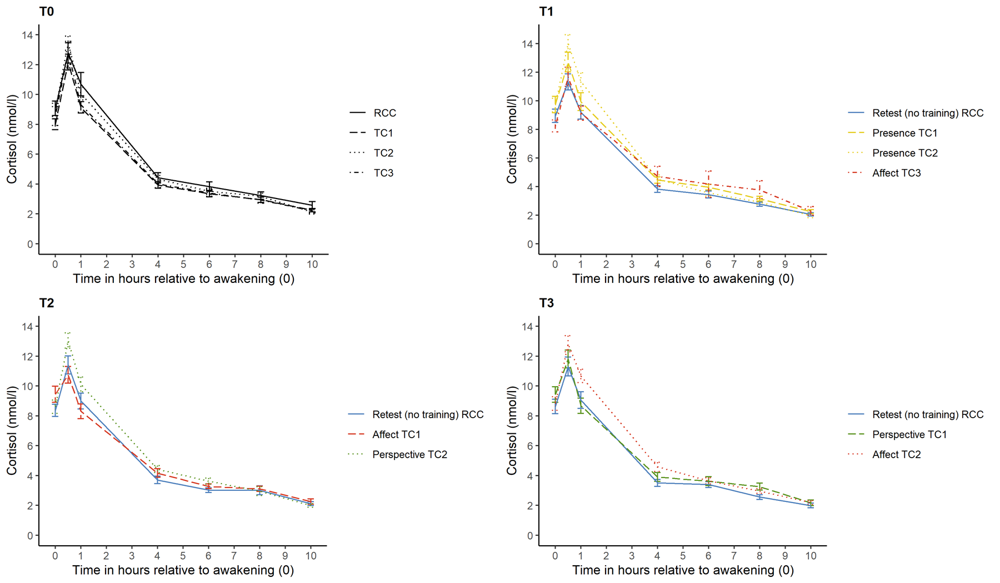 T0
14
12
10
8
6
4
2
0
Cortisol (nmol/l)
0 1 2 3 4 5 6 7 8 9 10
Time in hours relative to awakening (0)
RCC
TC1
TC2
TC3
T1
14
12
10
8
6
4
2
0
Cortisol (nmol/l)
0 1 2 3 4 5 6 7 8 9 10
Time in hours relative to awakening (0)
Retest (no training) RCC
Presence TC1
Presence TC2
Affect TC3
T2
14
12
10
8
6
4
2
0
Cortisol (nmol/l)
0 1 2 3 4 5 6 7 8 9 10
Time in hours relative to awakening (0)
Retest (no training) RCC
Affect TC1
Perspective TC2
T3
14
12
10
8
6
4
2
0
Cortisol (nmol/l)
0 1 2 3 4 5 6 7 8 9 10
Time in hours relative to awakening (0)
Retest (no training) RCC
Perspective TC1
Affect TC2